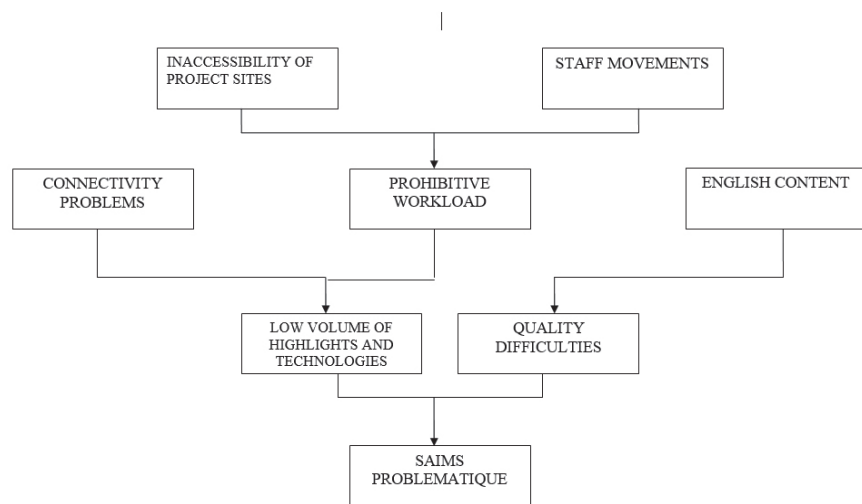 INACCESSIBILITY OF
PROJECT SITES
STAFF MOVEMENTS
CONNECTIVITY
PROBLEMS
PROHIBITIVE
WORKLOAD
ENGLISH CONTENT
LOW VOLUME OF
HIGHLIGHTS AND
TECHNOLOGIES
QUALITY
DIFFICULTIES
SAIMS
PROBLEMATIQUE